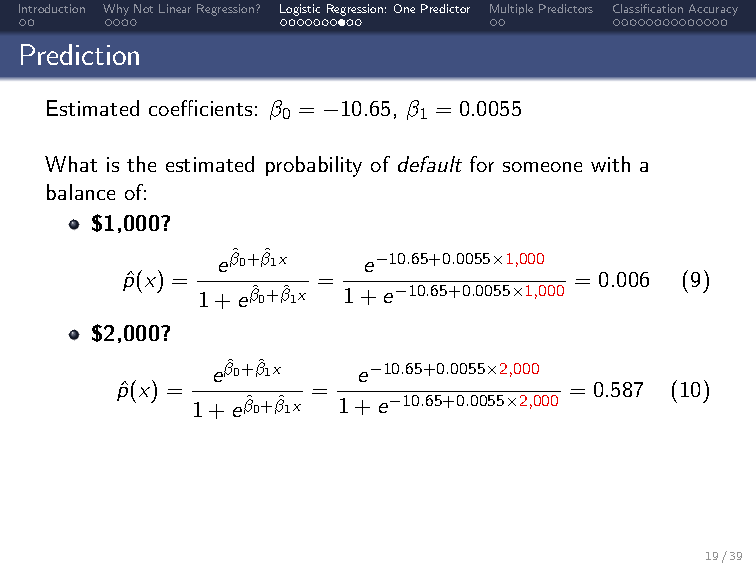 Introduction Why Not Linear Regression? Logistic Regression: One Predictor Multiple Predictors Classification Accuracy
Prediction
Estimated coefficients: β₀ = −10.65, β₁ = 0.0055
What is the estimated probability of default for someone with a
balance of:
$1,000?
p̂(x) = e^{β̂₀+β̂₁x} / (1 + e^{β̂₀+β̂₁x}) = e^{−10.65+0.0055×1,000} / (1 + e^{−10.65+0.0055×1,000}) = 0.006 (9)
$2,000?
p̂(x) = e^{β̂₀+β̂₁x} / (1 + e^{β̂₀+β̂₁x}) = e^{−10.65+0.0055×2,000} / (1 + e^{−10.65+0.0055×2,000}) = 0.587 (10)
19 / 39